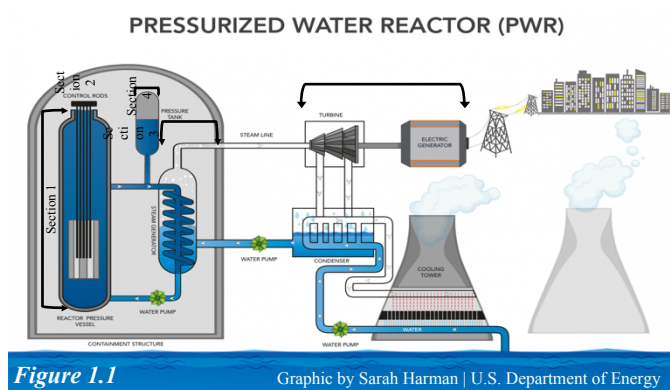 PRESSURIZED WATER REACTOR (PWR)
Sect
ion
2
CONTROL RODS
Section
4
PRESSURE
TANK
Se
cti
on
3
STEAM LINE
TURBINE
ELECTRIC
GENERATOR
Section 1
STEAM GENERATOR
WATER PUMP
CONDENSER
COOLING
TOWER
WATER PUMP
REACTOR PRESSURE
VESSEL
WATER
WATER PUMP
CONTAINMENT STRUCTURE
Figure 1.1
Graphic by Sarah Harman | U.S. Department of Energy